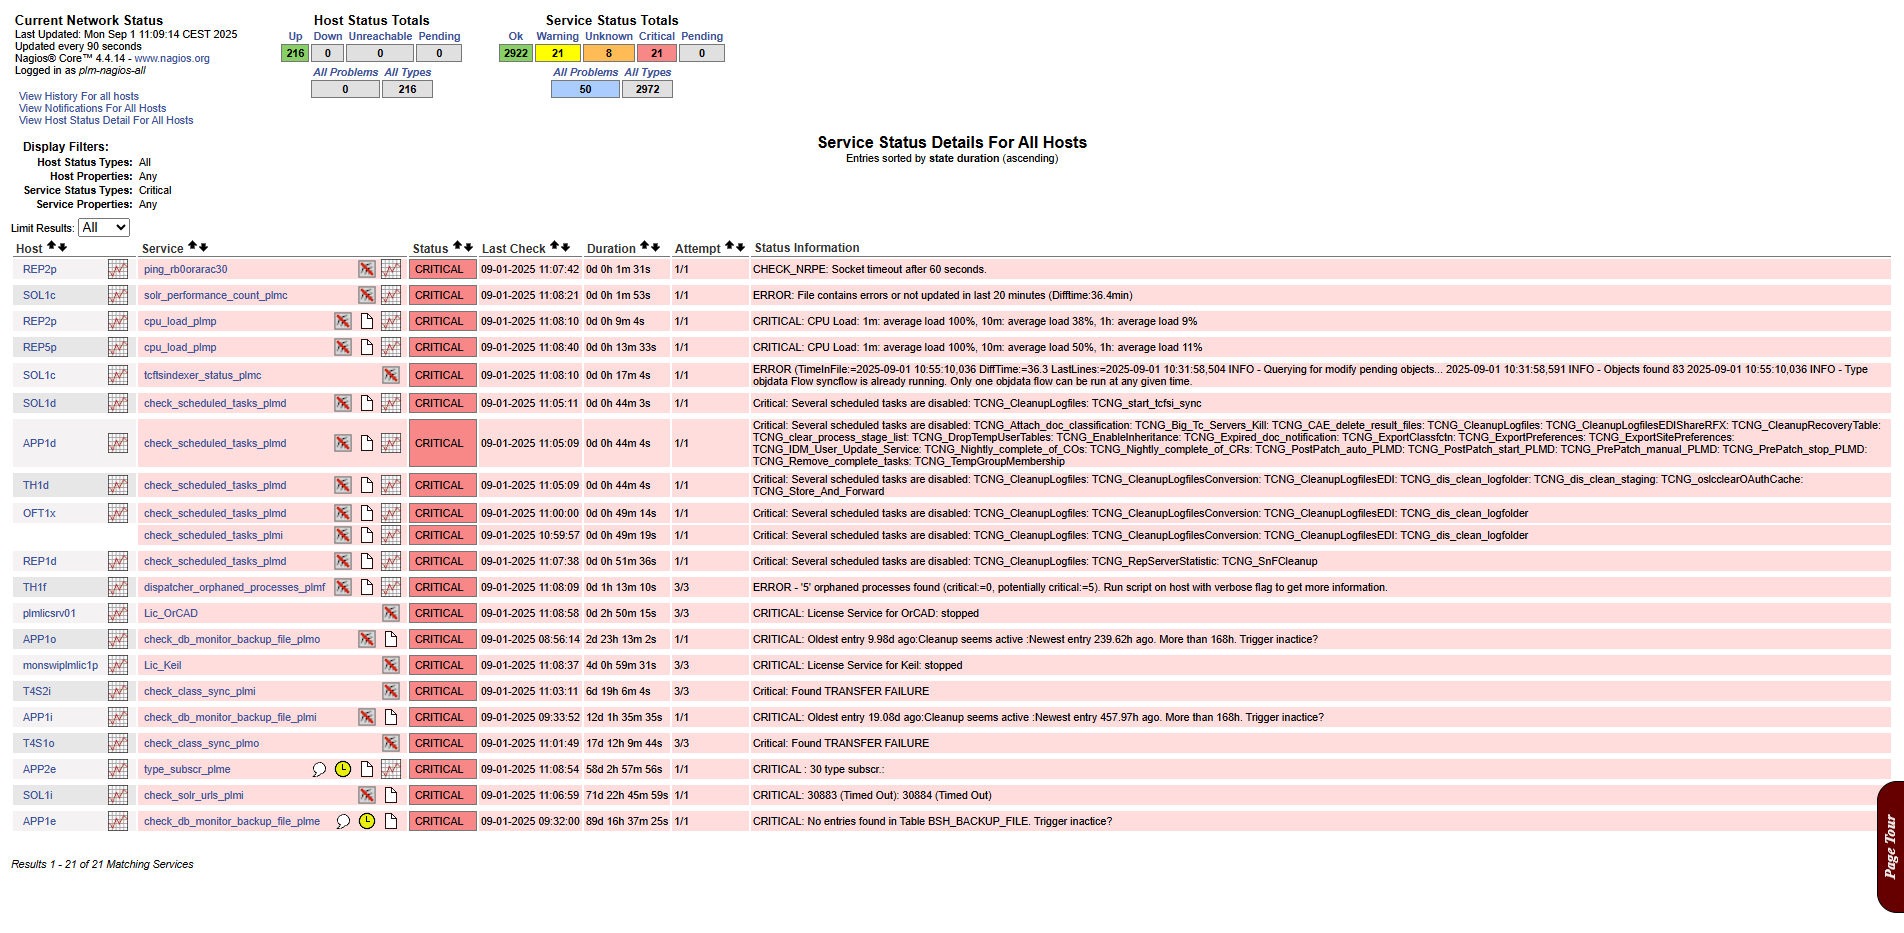 Current Network Status
Last Updated: Mon Sep 1 11:09:14 CEST 2025
Updated every 90 seconds
Nagios® Core™ 4.4.14 - www.nagios.org
Logged in as plm-nagios-all
View History For all hosts
View Notifications For All Hosts
View Host Status Detail For All Hosts
Host Status Totals
Up Down Unreachable Pending
216 0 0 0
All Problems All Types
0 216
Service Status Totals
Ok Warning Unknown Critical Pending
2922 21 8 21 0
All Problems All Types
50 2972
Display Filters:
Host Status Types: All
Host Properties: Any
Service Status Types: Critical
Service Properties: Any
Service Status Details For All Hosts
Entries sorted by state duration (ascending)
Limit Results: All
Host Service Status Last Check Duration Attempt Status Information
REP2p ping_rb0orarac30 CRITICAL 09-01-2025 11:07:42 0d 0h 1m 31s 1/1 CHECK_NRPE: Socket timeout after 60 seconds.
SOL1c solr_performance_count_plmc CRITICAL 09-01-2025 11:08:21 0d 0h 1m 53s 1/1 ERROR: File contains errors or not updated in last 20 minutes (Difftime:36.4min)
REP2p cpu_load_plmp CRITICAL 09-01-2025 11:08:10 0d 0h 9m 4s 1/1 CRITICAL: CPU Load: 1m: average load 100%, 10m: average load 38%, 1h: average load 9%
REP5p cpu_load_plmp CRITICAL 09-01-2025 11:08:40 0d 0h 13m 33s 1/1 CRITICAL: CPU Load: 1m: average load 100%, 10m: average load 50%, 1h: average load 11%
SOL1c tcftsindexer_status_plmc CRITICAL 09-01-2025 11:08:10 0d 0h 17m 4s 1/1 ERROR (TimeInFile:=2025-09-01 10:55:10,036 DiffTime:=36.3 LastLines:=2025-09-01 10:31:58,504 INFO - Querying for modify pending objects... 2025-09-01 10:31:58,591 INFO - Objects found 83 2025-09-01 10:55:10,036 INFO - Type
objdata Flow syncflow is already running. Only one objdata flow can be run at any given time.
SOL1d check_scheduled_tasks_plmd CRITICAL 09-01-2025 11:05:11 0d 0h 44m 3s 1/1 Critical: Several scheduled tasks are disabled: TCNG_CleanupLogfiles: TCNG_start_tcfsi_sync
APP1d check_scheduled_tasks_plmd CRITICAL 09-01-2025 11:05:09 0d 0h 44m 4s 1/1 Critical: Several scheduled tasks are disabled: TCNG_Attach_doc_classification: TCNG_Big_Tc_Servers_Kill: TCNG_CAE_delete_result_files: TCNG_CleanupLogfiles: TCNG_CleanupLogfilesEDIShareRFX: TCNG_CleanupRecoveryTable:
TCNG_clear_process_stage_list: TCNG_DropTempUserTables: TCNG_EnableInheritance: TCNG_Expired_doc_notification: TCNG_ExportClassfctn: TCNG_ExportPreferences: TCNG_ExportSitePreferences:
TCNG_IDM_User_Update_Service: TCNG_Nightly_complete_of_COs: TCNG_Nightly_complete_of_CRs: TCNG_PostPatch_auto_PLMD: TCNG_PostPatch_start_PLMD: TCNG_PrePatch_manual_PLMD: TCNG_PrePatch_stop_PLMD:
TCNG_Remove_complete_tasks: TCNG_TempGroupMembership
TH1d check_scheduled_tasks_plmd CRITICAL 09-01-2025 11:05:09 0d 0h 44m 4s 1/1 Critical: Several scheduled tasks are disabled: TCNG_CleanupLogfiles: TCNG_CleanupLogfilesConversion: TCNG_CleanupLogfilesEDI: TCNG_dis_clean_logfolder: TCNG_dis_clean_staging: TCNG_oslcclearOAuthCache:
TCNG_Store_And_Forward
OFT1x check_scheduled_tasks_plmd CRITICAL 09-01-2025 11:00:00 0d 0h 49m 14s 1/1 Critical: Several scheduled tasks are disabled: TCNG_CleanupLogfiles: TCNG_CleanupLogfilesConversion: TCNG_CleanupLogfilesEDI: TCNG_dis_clean_logfolder
check_scheduled_tasks_plmi CRITICAL 09-01-2025 10:59:57 0d 0h 49m 19s 1/1 Critical: Several scheduled tasks are disabled: TCNG_CleanupLogfiles: TCNG_CleanupLogfilesConversion: TCNG_CleanupLogfilesEDI: TCNG_dis_clean_logfolder
REP1d check_scheduled_tasks_plmd CRITICAL 09-01-2025 11:07:38 0d 0h 51m 36s 1/1 Critical: Several scheduled tasks are disabled: TCNG_CleanupLogfiles: TCNG_RepServerStatistic: TCNG_SnFCleanup
TH1f dispatcher_orphaned_processes_plmf CRITICAL 09-01-2025 11:08:09 0d 1h 13m 10s 3/3 ERROR - '5' orphaned processes found (critical:=0, potentially critical:=5). Run script on host with verbose flag to get more information.
plmlicsrv01 Lic_OrCAD CRITICAL 09-01-2025 11:08:58 0d 2h 50m 15s 3/3 CRITICAL: License Service for OrCAD: stopped
APP1o check_db_monitor_backup_file_plmo CRITICAL 09-01-2025 08:56:14 2d 23h 13m 2s 1/1 CRITICAL: Oldest entry 9.98d ago:Cleanup seems active :Newest entry 239.62h ago. More than 168h. Trigger inactice?
monswiplmlic1p Lic_Keil CRITICAL 09-01-2025 11:08:37 4d 0h 59m 31s 3/3 CRITICAL: License Service for Keil: stopped
T4S2i check_class_sync_plmi CRITICAL 09-01-2025 11:03:11 6d 19h 6m 4s 3/3 Critical: Found TRANSFER FAILURE
APP1i check_db_monitor_backup_file_plmi CRITICAL 09-01-2025 09:33:52 12d 1h 35m 35s 1/1 CRITICAL: Oldest entry 19.08d ago:Cleanup seems active :Newest entry 457.97h ago. More than 168h. Trigger inactice?
T4S1o check_class_sync_plmo CRITICAL 09-01-2025 11:01:49 17d 12h 9m 44s 3/3 Critical: Found TRANSFER FAILURE
APP2e type_subscr_plme CRITICAL 09-01-2025 11:08:54 58d 2h 57m 56s 1/1 CRITICAL : 30 type subscr.:
SOL1i check_solr_urls_plmi CRITICAL 09-01-2025 11:06:59 71d 22h 45m 59s 1/1 CRITICAL: 30883 (Timed Out): 30884 (Timed Out)
APP1e check_db_monitor_backup_file_plme CRITICAL 09-01-2025 09:32:00 89d 16h 37m 25s 1/1 CRITICAL: No entries found in Table BSH_BACKUP_FILE. Trigger inactice?
Results 1 - 21 of 21 Matching Services
Page Tour